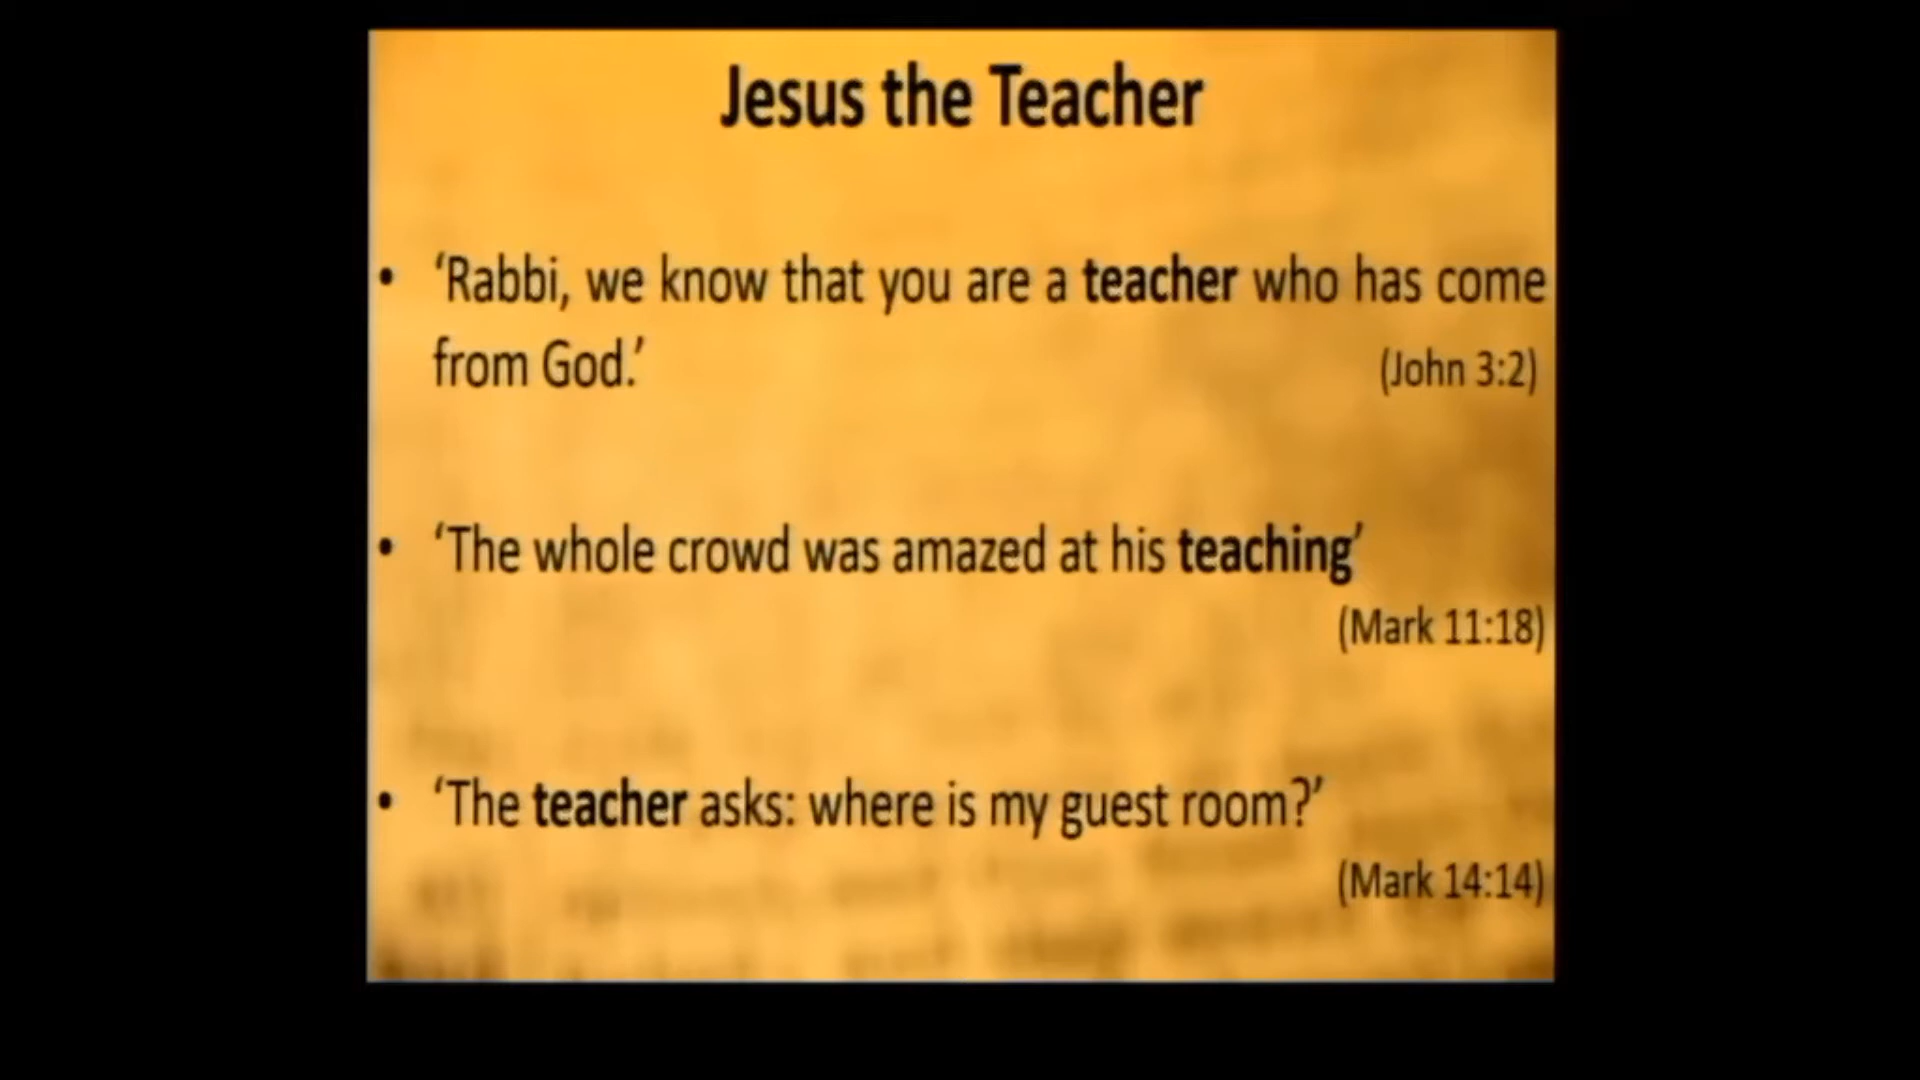 Jesus the Teacher
• ‘Rabbi, we know that you are a teacher who has come
from God.’ (John 3:2)
• ‘The whole crowd was amazed at his teaching’
(Mark 11:18)
• ‘The teacher asks: where is my guest room?’
(Mark 14:14)